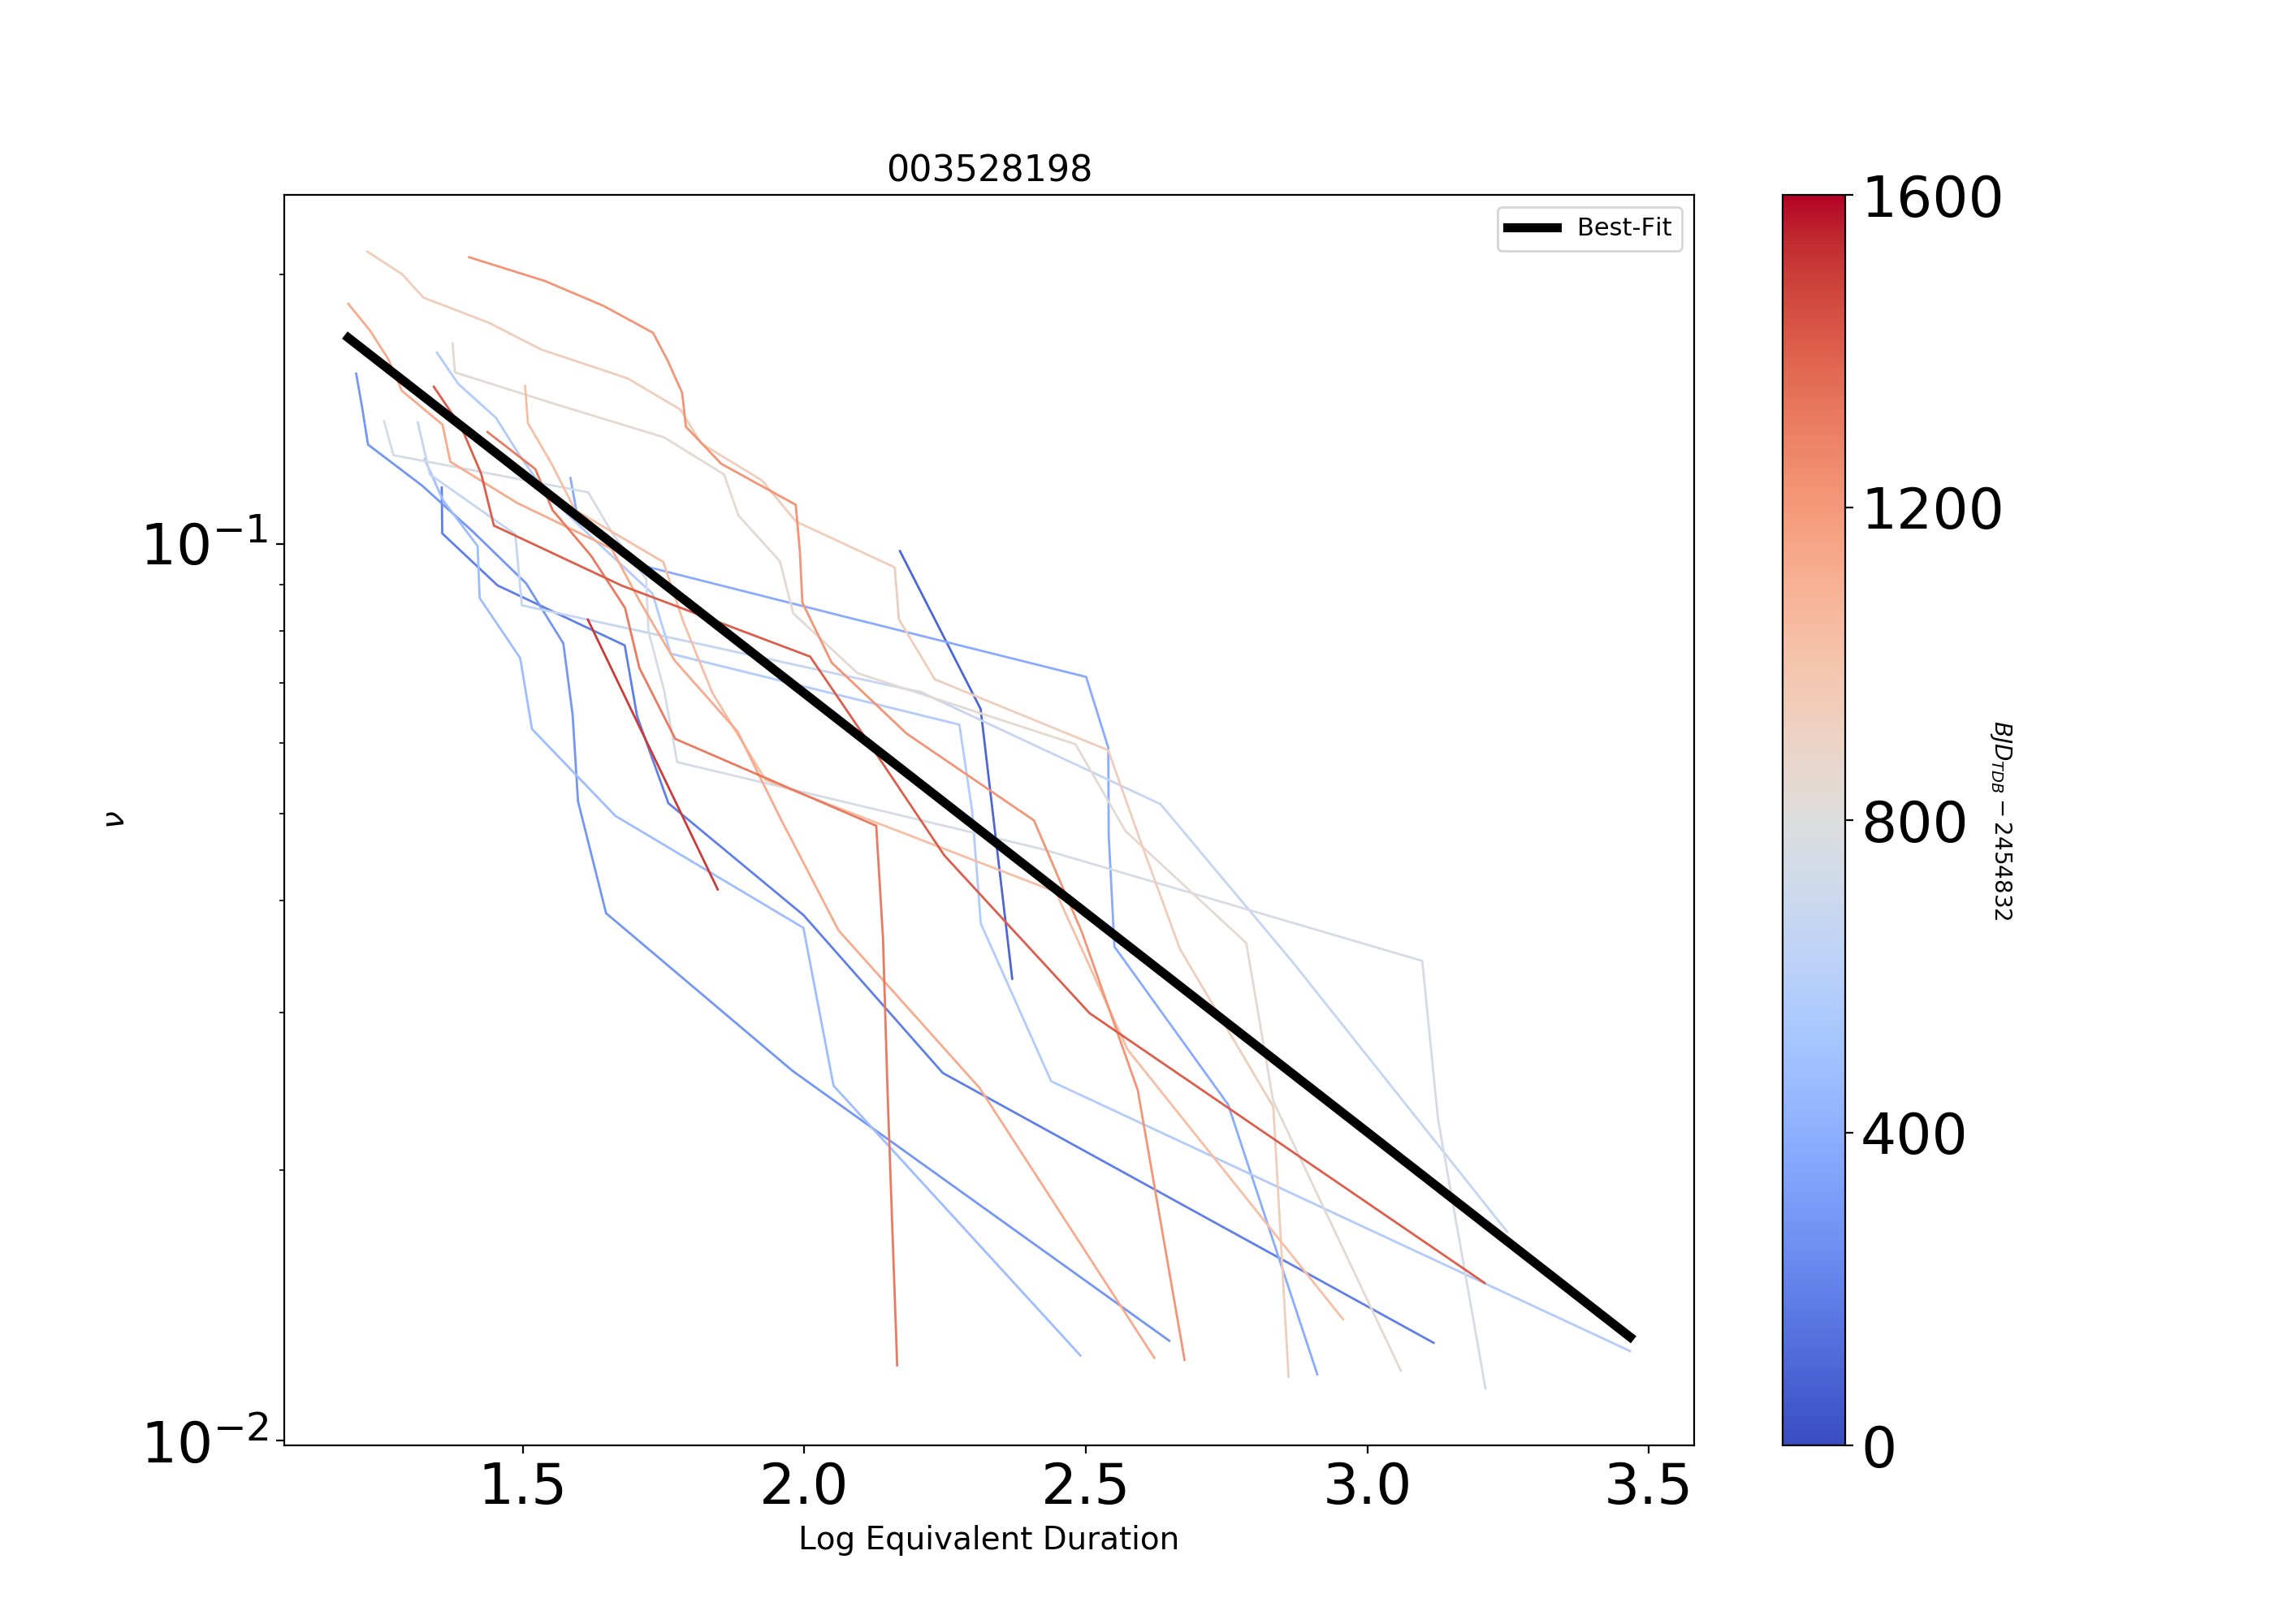 003528198
Best-Fit
ν
10⁻¹
10⁻²
1.5 2.0 2.5 3.0 3.5
Log Equivalent Duration
1600
1200
800
400
0
BJD_TDB − 2454832